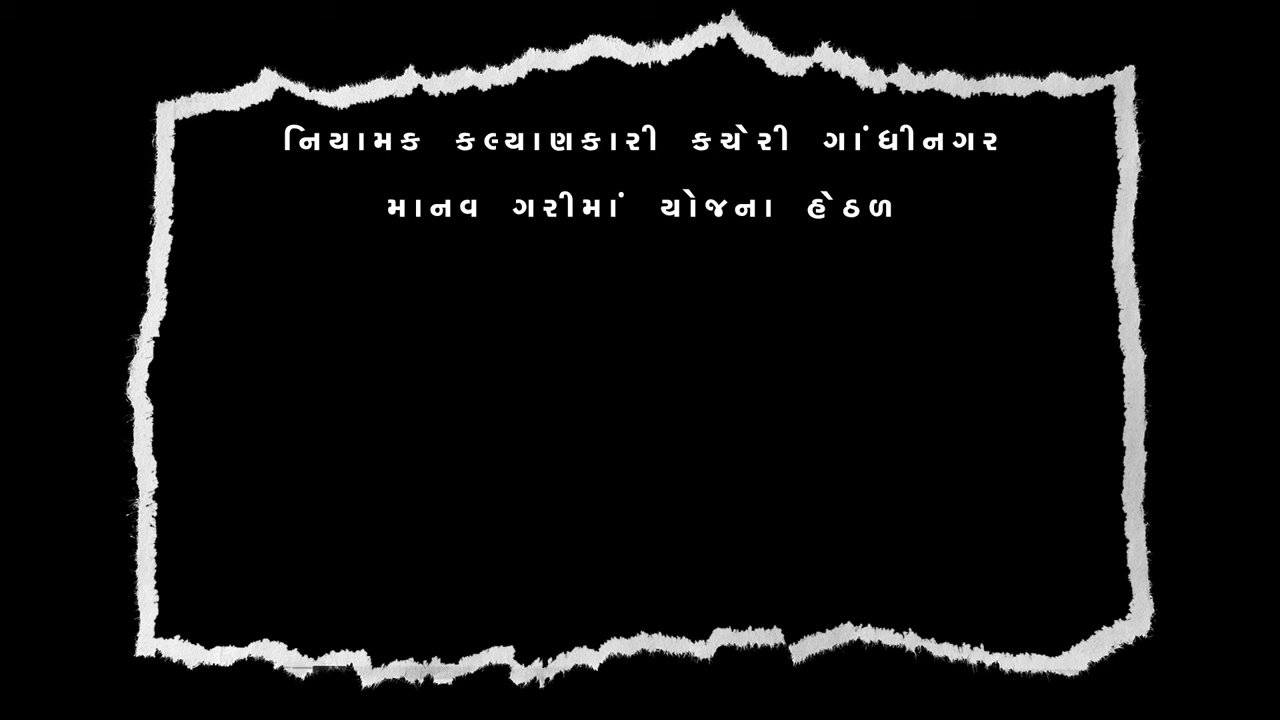 નિયામક કલ્યાણકારી કચેરી ગાંધીનગર
માનવ ગરીમાં યોજના હેઠળ